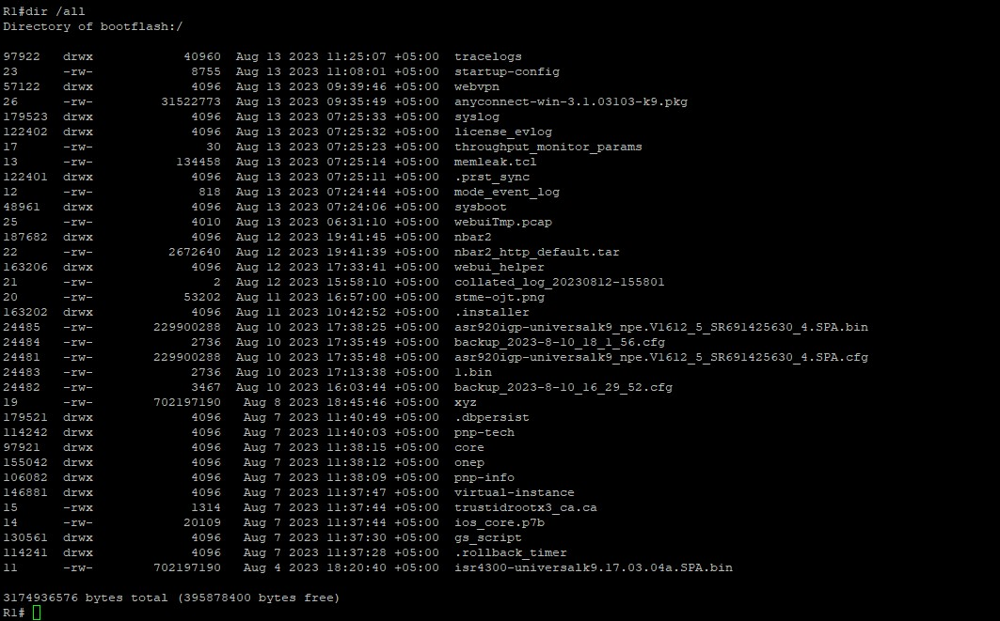 R1#dir /all
Directory of bootflash:/
97922 drwx 40960 Aug 13 2023 11:25:07 +05:00 tracelogs
23 -rw- 8755 Aug 13 2023 11:08:01 +05:00 startup-config
57122 drwx 4096 Aug 13 2023 09:39:46 +05:00 webvpn
26 -rw- 31522773 Aug 13 2023 09:35:49 +05:00 anyconnect-win-3.1.03103-k9.pkg
179523 drwx 4096 Aug 13 2023 07:25:33 +05:00 syslog
122402 drwx 4096 Aug 13 2023 07:25:32 +05:00 license_evlog
17 -rw- 30 Aug 13 2023 07:25:23 +05:00 throughput_monitor_params
13 -rw- 134458 Aug 13 2023 07:25:14 +05:00 memleak.tcl
122401 drwx 4096 Aug 13 2023 07:25:11 +05:00 .prst_sync
12 -rw- 818 Aug 13 2023 07:24:44 +05:00 mode_event_log
48961 drwx 4096 Aug 13 2023 07:24:06 +05:00 sysboot
25 -rw- 4010 Aug 13 2023 06:31:10 +05:00 webuiTmp.pcap
187682 drwx 4096 Aug 12 2023 19:41:45 +05:00 nbar2
22 -rw- 2672640 Aug 12 2023 19:41:39 +05:00 nbar2_http_default.tar
163206 drwx 4096 Aug 12 2023 17:33:41 +05:00 webui_helper
21 -rw- 2 Aug 12 2023 15:58:10 +05:00 collated_log_20230812-155801
20 -rw- 53202 Aug 11 2023 16:57:00 +05:00 stme-ojt.png
163202 drwx 4096 Aug 11 2023 10:42:52 +05:00 .installer
24485 -rw- 229900288 Aug 10 2023 17:38:25 +05:00 asr920igp-universalk9_npe.V1612_5_SR691425630_4.SPA.bin
24484 -rw- 2736 Aug 10 2023 17:35:49 +05:00 backup_2023-8-10_18_1_56.cfg
24481 -rw- 229900288 Aug 10 2023 17:35:48 +05:00 asr920igp-universalk9_npe.V1612_5_SR691425630_4.SPA.cfg
24483 -rw- 2736 Aug 10 2023 17:13:38 +05:00 1.bin
24482 -rw- 3467 Aug 10 2023 16:03:44 +05:00 backup_2023-8-10_16_29_52.cfg
19 -rw- 702197190 Aug 8 2023 18:45:46 +05:00 xyz
179521 drwx 4096 Aug 7 2023 11:40:49 +05:00 .dbpersist
114242 drwx 4096 Aug 7 2023 11:40:03 +05:00 pnp-tech
97921 drwx 4096 Aug 7 2023 11:38:15 +05:00 core
155042 drwx 4096 Aug 7 2023 11:38:12 +05:00 onep
106082 drwx 4096 Aug 7 2023 11:38:09 +05:00 pnp-info
146881 drwx 4096 Aug 7 2023 11:37:47 +05:00 virtual-instance
15 -rw- 1314 Aug 7 2023 11:37:44 +05:00 trustidrootx3_ca.ca
14 -rw- 20109 Aug 7 2023 11:37:44 +05:00 ios_core.p7b
130561 drwx 4096 Aug 7 2023 11:37:30 +05:00 gs_script
114241 drwx 4096 Aug 7 2023 11:37:28 +05:00 .rollback_timer
11 -rw- 702197190 Aug 4 2023 18:20:40 +05:00 isr4300-universalk9.17.03.04a.SPA.bin
3174936576 bytes total (395878400 bytes free)
R1#